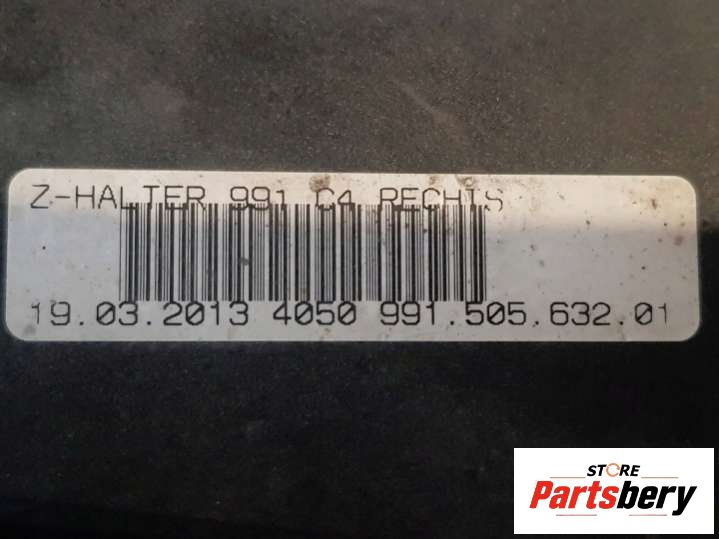 Z-HALTER 991 C4 RECHTS
19.03.2013 4050 991.505.632.01
STORE
Partsbery